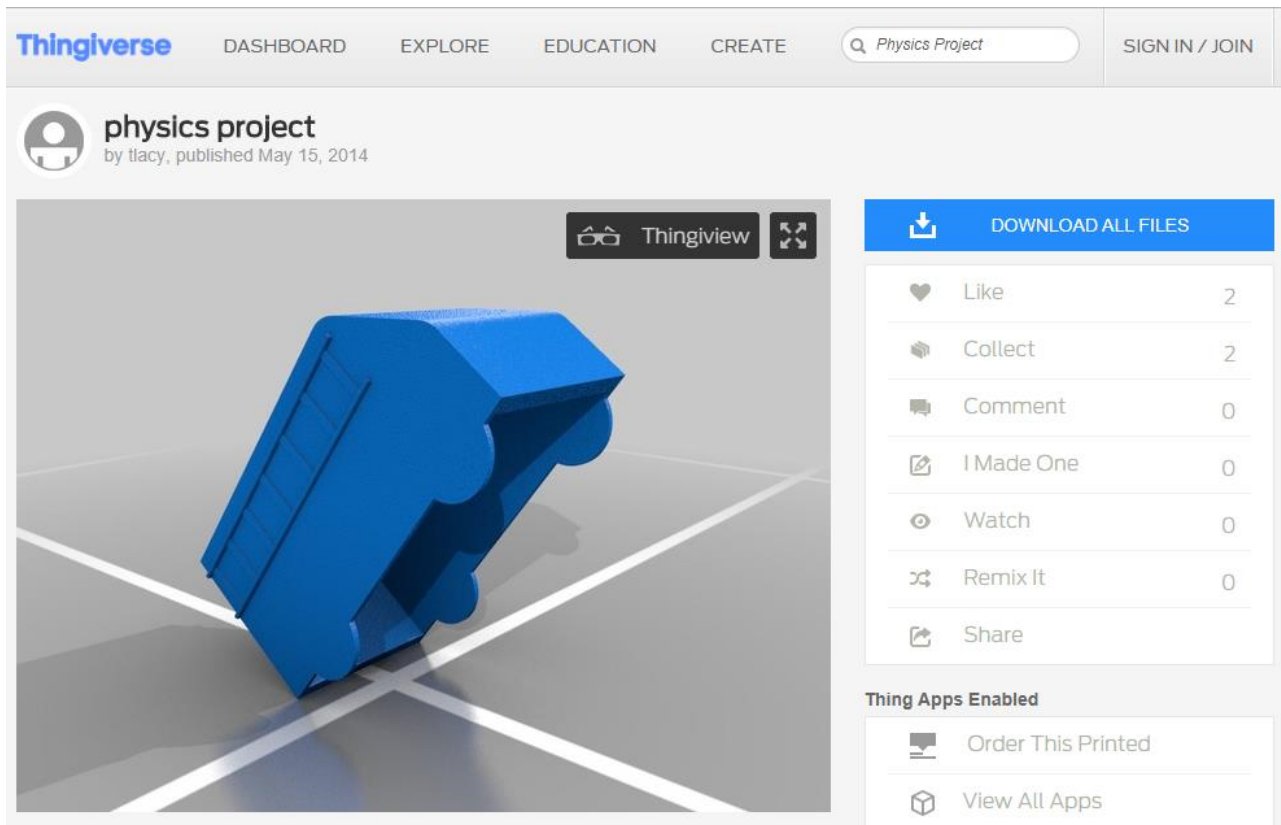 Thingiverse DASHBOARD EXPLORE EDUCATION CREATE Physics Project SIGN IN / JOIN
physics project
by tlacy, published May 15, 2014
Thingiview
DOWNLOAD ALL FILES
Like 2
Collect 2
Comment 0
I Made One 0
Watch 0
Remix It 0
Share
Thing Apps Enabled
Order This Printed
View All Apps